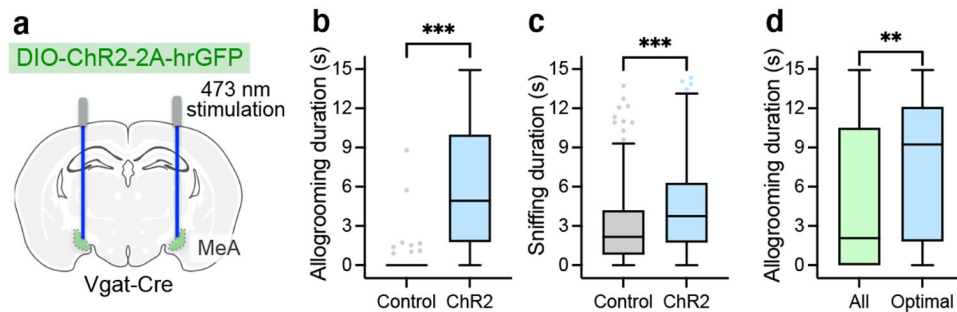 a
DIO-ChR2-2A-hrGFP
473 nm
stimulation
MeA
Vgat-Cre
b
***
Allogrooming duration (s)
15
12
9
6
3
0
Control
ChR2
c
***
Sniffing duration (s)
15
12
9
6
3
0
Control
ChR2
d
**
Allogrooming duration (s)
15
12
9
6
3
0
All
Optimal